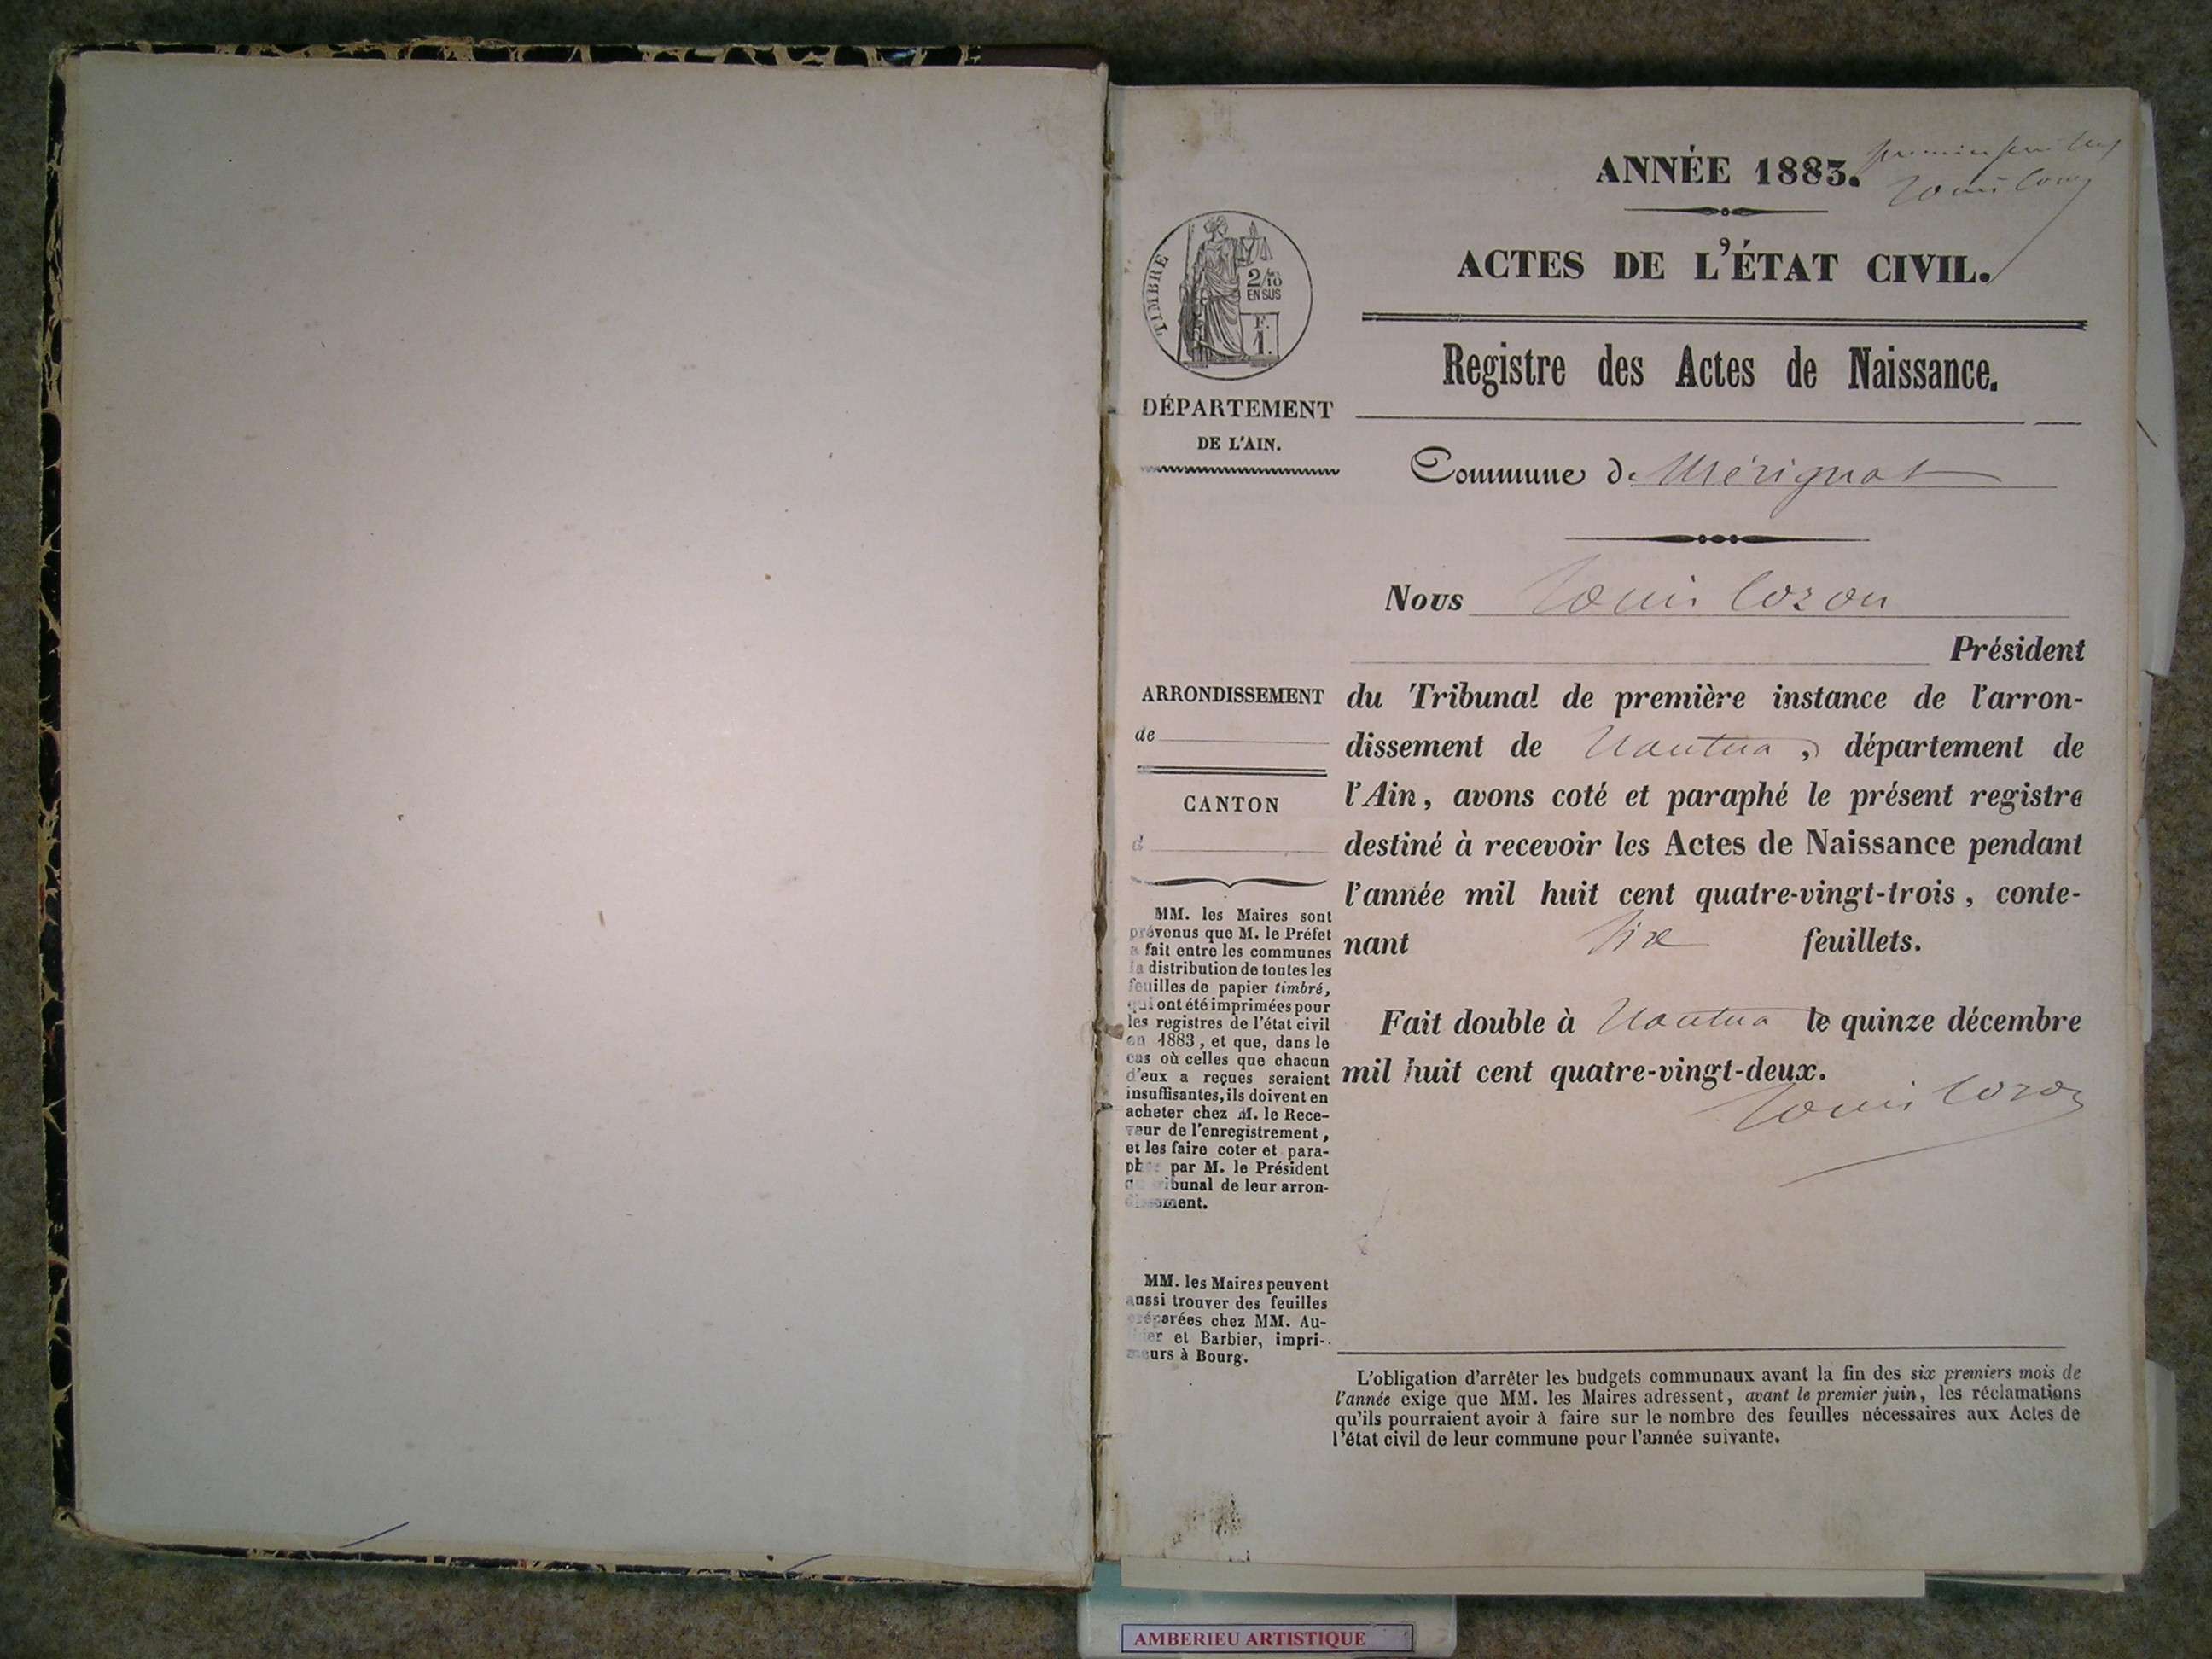 ANNÉE 1883.
Louis Cozon
ACTES DE L'ÉTAT CIVIL.
TIMBRE
2/10
EN SUS
F.
1.
Registre des Actes de Naissance.
DÉPARTEMENT
DE L'AIN.
Commune de Mérignat
Nous Louis Cozon
Président
du Tribunal de première instance de l'arron-
dissement de Nantua, département de
l'Ain, avons coté et paraphé le présent registre
destiné à recevoir les Actes de Naissance pendant
l'année mil huit cent quatre-vingt-trois, conte-
nant six feuillets.
Fait double à Nantua le quinze décembre
mil huit cent quatre-vingt-deux.
Louis Cozon
ARRONDISSEMENT
de
CANTON
d
MM. les Maires sont
prévenus que M. le Préfet
a fait entre les communes
la distribution de toutes les
feuilles de papier timbré,
qui ont été imprimées pour
les registres de l'état civil
en 1883, et que, dans le
cas où celles que chacun
d'eux a reçues seraient
insuffisantes, ils doivent en
acheter chez M. le Rece-
veur de l'enregistrement,
et les faire coter et para-
pher par M. le Président
du Tribunal de leur arron-
dissement.
MM. les Maires peuvent
aussi trouver des feuilles
préparées chez MM. Au-
et Barbier, impri-
meurs à Bourg.
L'obligation d'arrêter les budgets communaux avant la fin des six premiers mois de
l'année exige que MM. les Maires adressent, avant le premier juin, les réclamations
qu'ils pourraient avoir à faire sur le nombre des feuilles nécessaires aux Actes de
l'état civil de leur commune pour l'année suivante.
AMBERIEU ARTISTIQUE